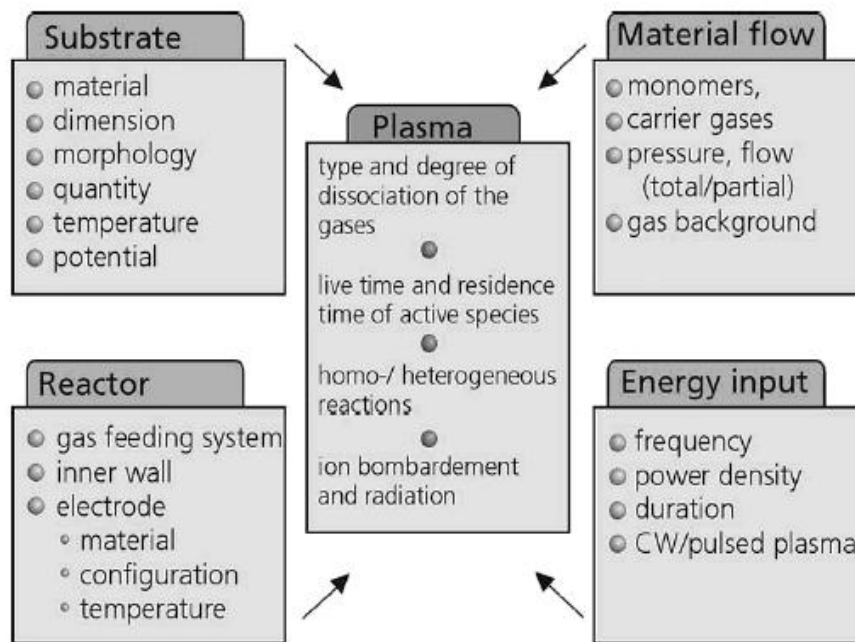 Substrate
material
dimension
morphology
quantity
temperature
potential
Material flow
monomers,
carrier gases
pressure, flow
(total/partial)
gas background
Plasma
type and degree of
dissociation of the
gases
live time and residence
time of active species
homo-/ heterogeneous
reactions
ion bombardement
and radiation
Reactor
gas feeding system
inner wall
electrode
material
configuration
temperature
Energy input
frequency
power density
duration
CW/pulsed plasma